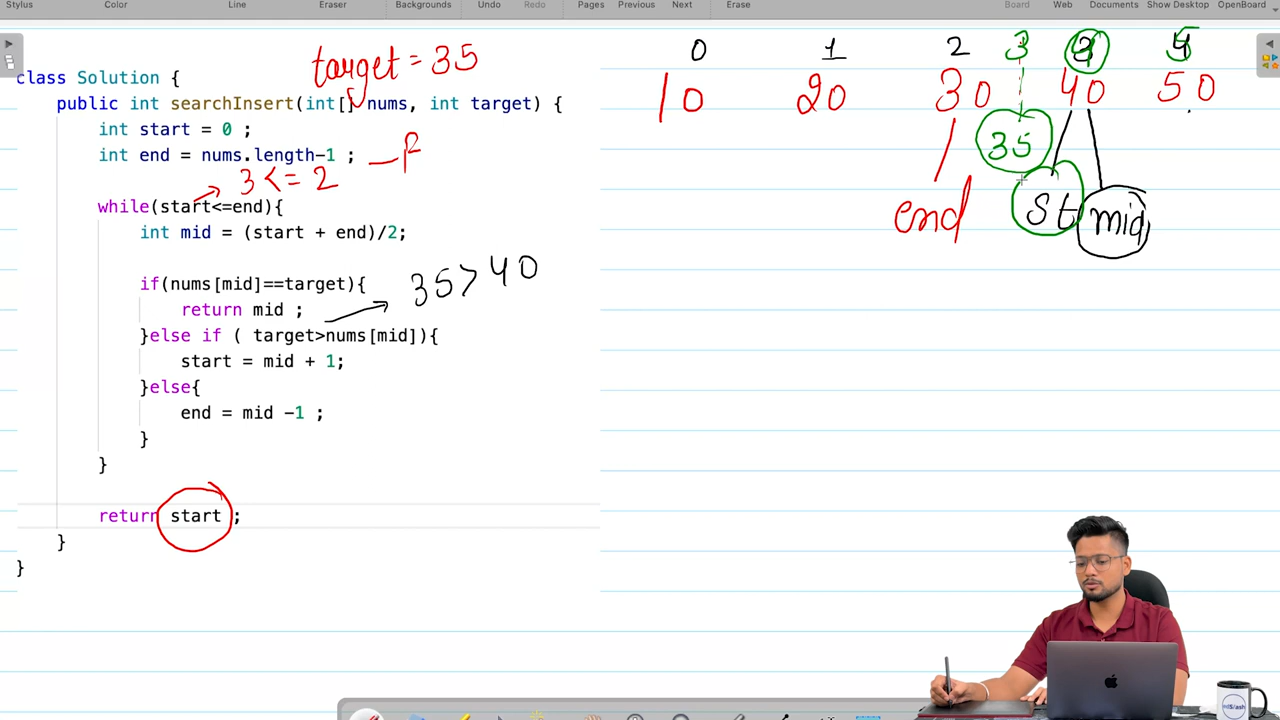 Stylus Color Line Eraser Backgrounds Undo Redo Pages Previous Next Erase Board Web Documents Show Desktop OpenBoard
target = 35
0 1 2 3 4 5
10 20 30 40 50
35
end st mid
class Solution {
public int searchInsert(int[] nums, int target) {
int start = 0 ;
int end = nums.length-1 ;
3 <= 2
while(start<=end){
int mid = (start + end)/2;
if(nums[mid]==target){
35 > 40
return mid ;
}else if ( target>nums[mid]){
start = mid + 1;
}else{
end = mid -1 ;
}
}
return start ;
}
}